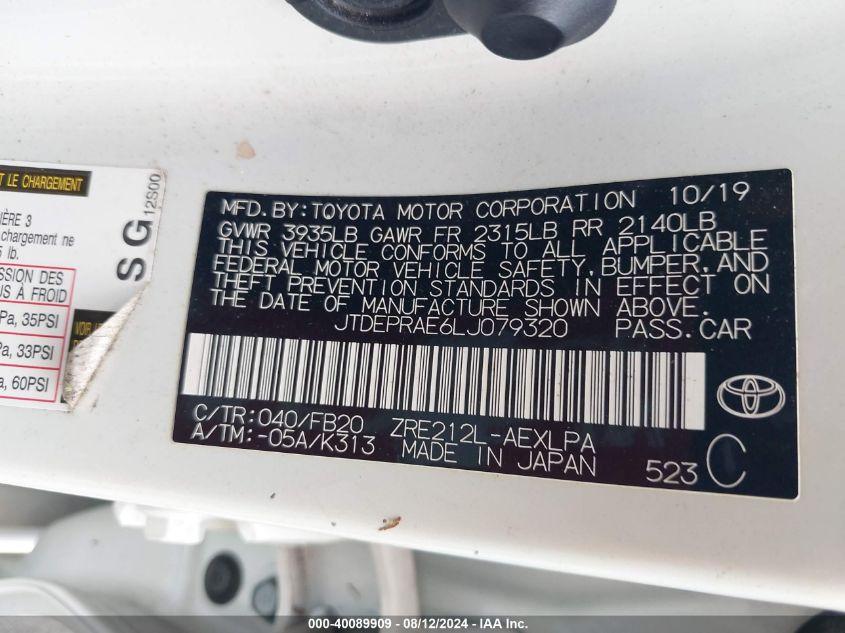 T LE CHARGEMENT
IÈRE 3
chargement ne
lb.
SSION DES
US À FROID
Pa, 35PSI
Pa, 33PSI
a, 60PSI
SG
12S00
MFD.BY:TOYOTA MOTOR CORPORATION 10/19
GVWR 3935LB GAWR FR 2315LB RR 2140LB
THIS VEHICLE CONFORMS TO ALL APPLICABLE
FEDERAL MOTOR VEHICLE SAFETY, BUMPER, AND
THEFT PREVENTION STANDARDS IN EFFECT ON
THE DATE OF MANUFACTURE SHOWN ABOVE.
JTDEPRAE6LJ079320 PASS.CAR
C/TR:040/FB20 ZRE212L-AEXLPA
A/TM:-05A/K313 MADE IN JAPAN
523 C
000-40089909 - 08/12/2024 - IAA Inc.